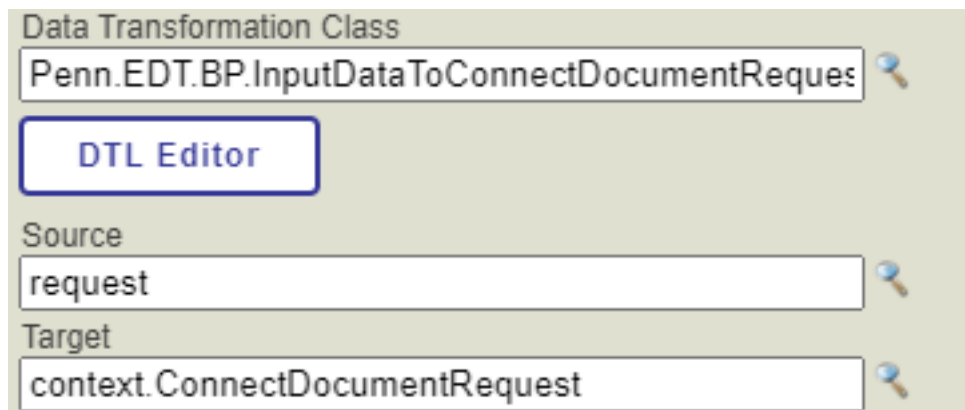 Data Transformation Class
Penn.EDT.BP.InputDataToConnectDocumentReques
DTL Editor
Source
request
Target
context.ConnectDocumentRequest